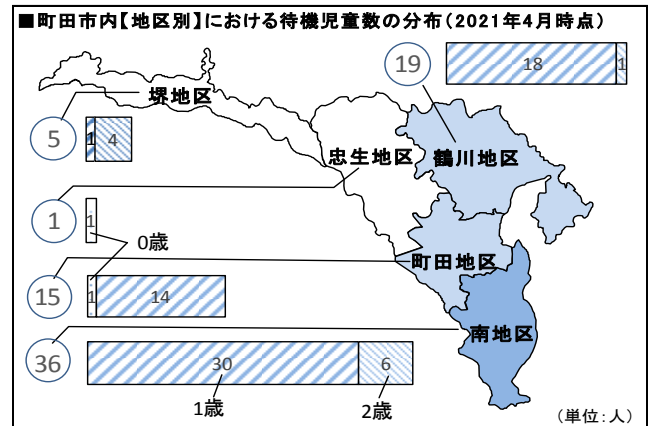 ■町田市内【地区別】における待機児童数の分布(2021年4月時点)
19
18
1
堺地区
5
1
4
忠生地区
鶴川地区
1
1
0歳
町田地区
15
1
14
南地区
36
30
6
1歳
2歳
(単位:人)